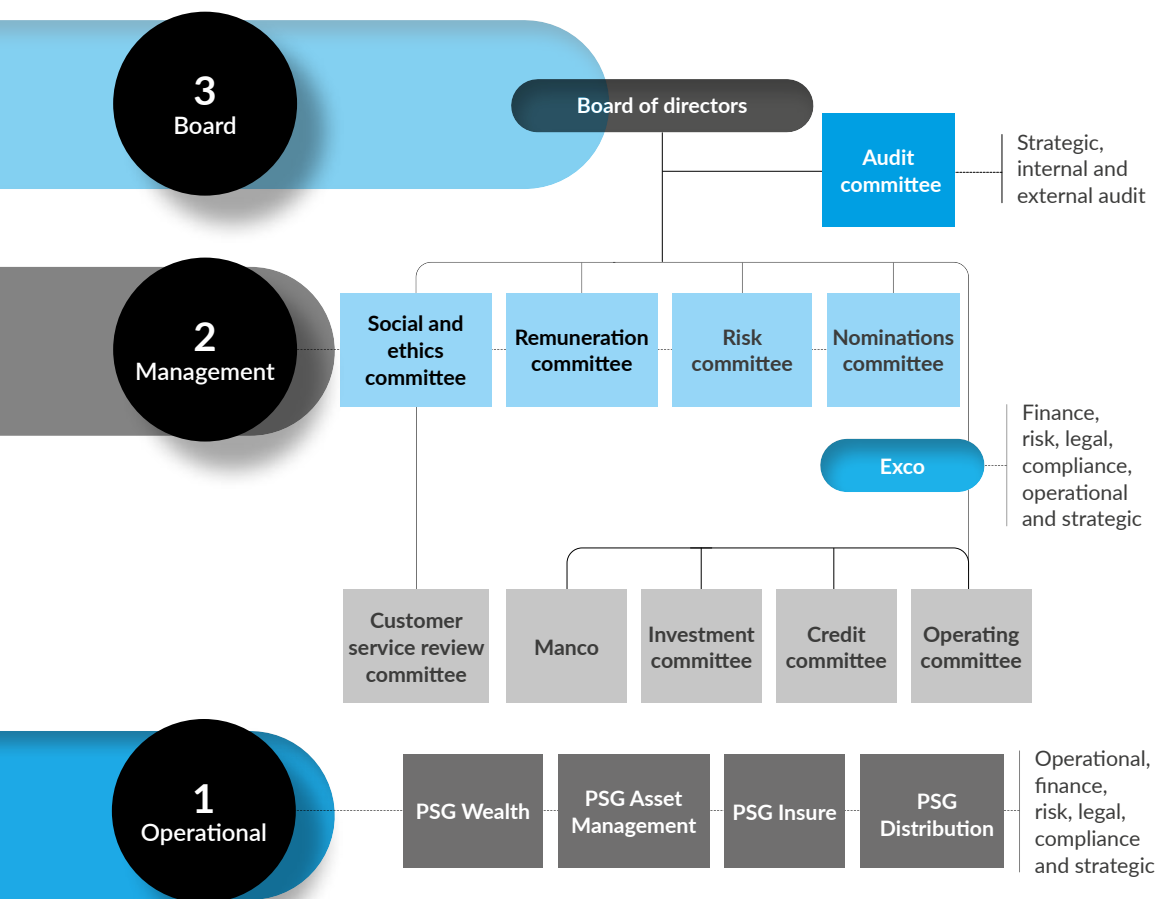 3
Board
Board of directors
Audit
committee
Strategic,
internal and
external audit
2
Management
Social and
ethics
committee
Remuneration
committee
Risk
committee
Nominations
committee
Exco
Finance,
risk, legal,
compliance,
operational
and strategic
Customer
service review
committee
Manco
Investment
committee
Credit
committee
Operating
committee
1
Operational
PSG Wealth
PSG Asset
Management
PSG Insure
PSG
Distribution
Operational,
finance,
risk, legal,
compliance
and strategic